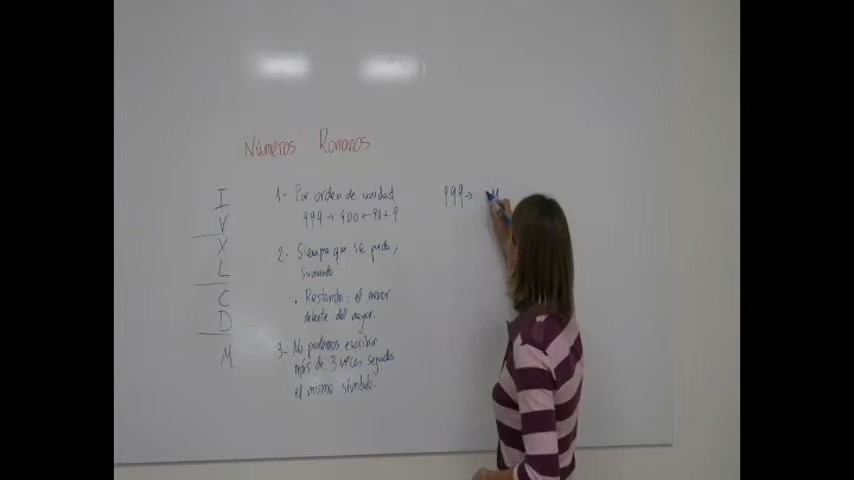 Números Romanos
I
V
X
L
C
D
M
1- Por orden de unidad
999 → 900 + 90 + 9
2- Siempre que se pueda,
sumando
• Restando: el menor
delante del mayor.
3- No podemos escribir
más de 3 veces seguidas
el mismo símbolo.
999 →